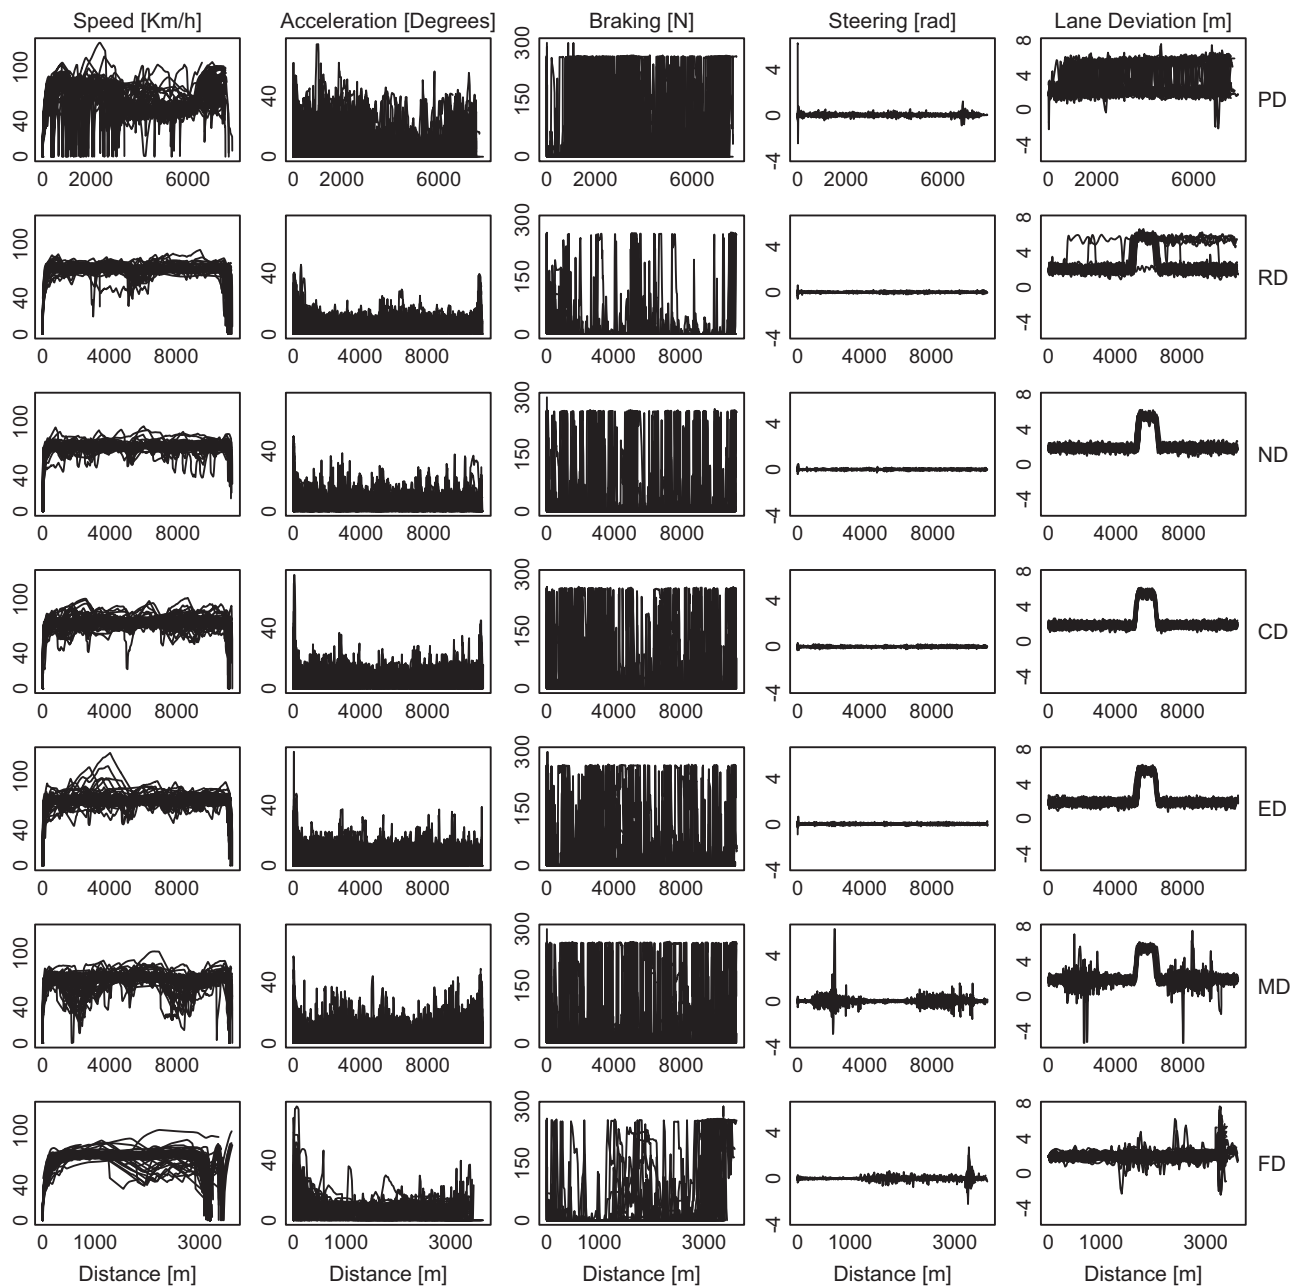 Speed [Km/h] Acceleration [Degrees] Braking [N] Steering [rad] Lane Deviation [m]
0 40 100 0 40 0 150 300 -4 0 4 -4 0 4 8 PD
0 2000 6000 0 2000 6000 0 2000 6000 0 2000 6000 0 2000 6000
0 40 100 0 40 0 150 300 -4 0 4 -4 0 4 8 RD
0 4000 8000 0 4000 8000 0 4000 8000 0 4000 8000 0 4000 8000
0 40 100 0 40 0 150 300 -4 0 4 -4 0 4 8 ND
0 4000 8000 0 4000 8000 0 4000 8000 0 4000 8000 0 4000 8000
0 40 100 0 40 0 150 300 -4 0 4 -4 0 4 8 CD
0 4000 8000 0 4000 8000 0 4000 8000 0 4000 8000 0 4000 8000
0 40 100 0 40 0 150 300 -4 0 4 -4 0 4 8 ED
0 4000 8000 0 4000 8000 0 4000 8000 0 4000 8000 0 4000 8000
0 40 100 0 40 0 150 300 -4 0 4 -4 0 4 8 MD
0 4000 8000 0 4000 8000 0 4000 8000 0 4000 8000 0 4000 8000
0 40 100 0 40 0 150 300 -4 0 4 -4 0 4 8 FD
0 1000 3000 0 1000 3000 0 1000 3000 0 1000 3000 0 1000 3000
Distance [m] Distance [m] Distance [m] Distance [m] Distance [m]